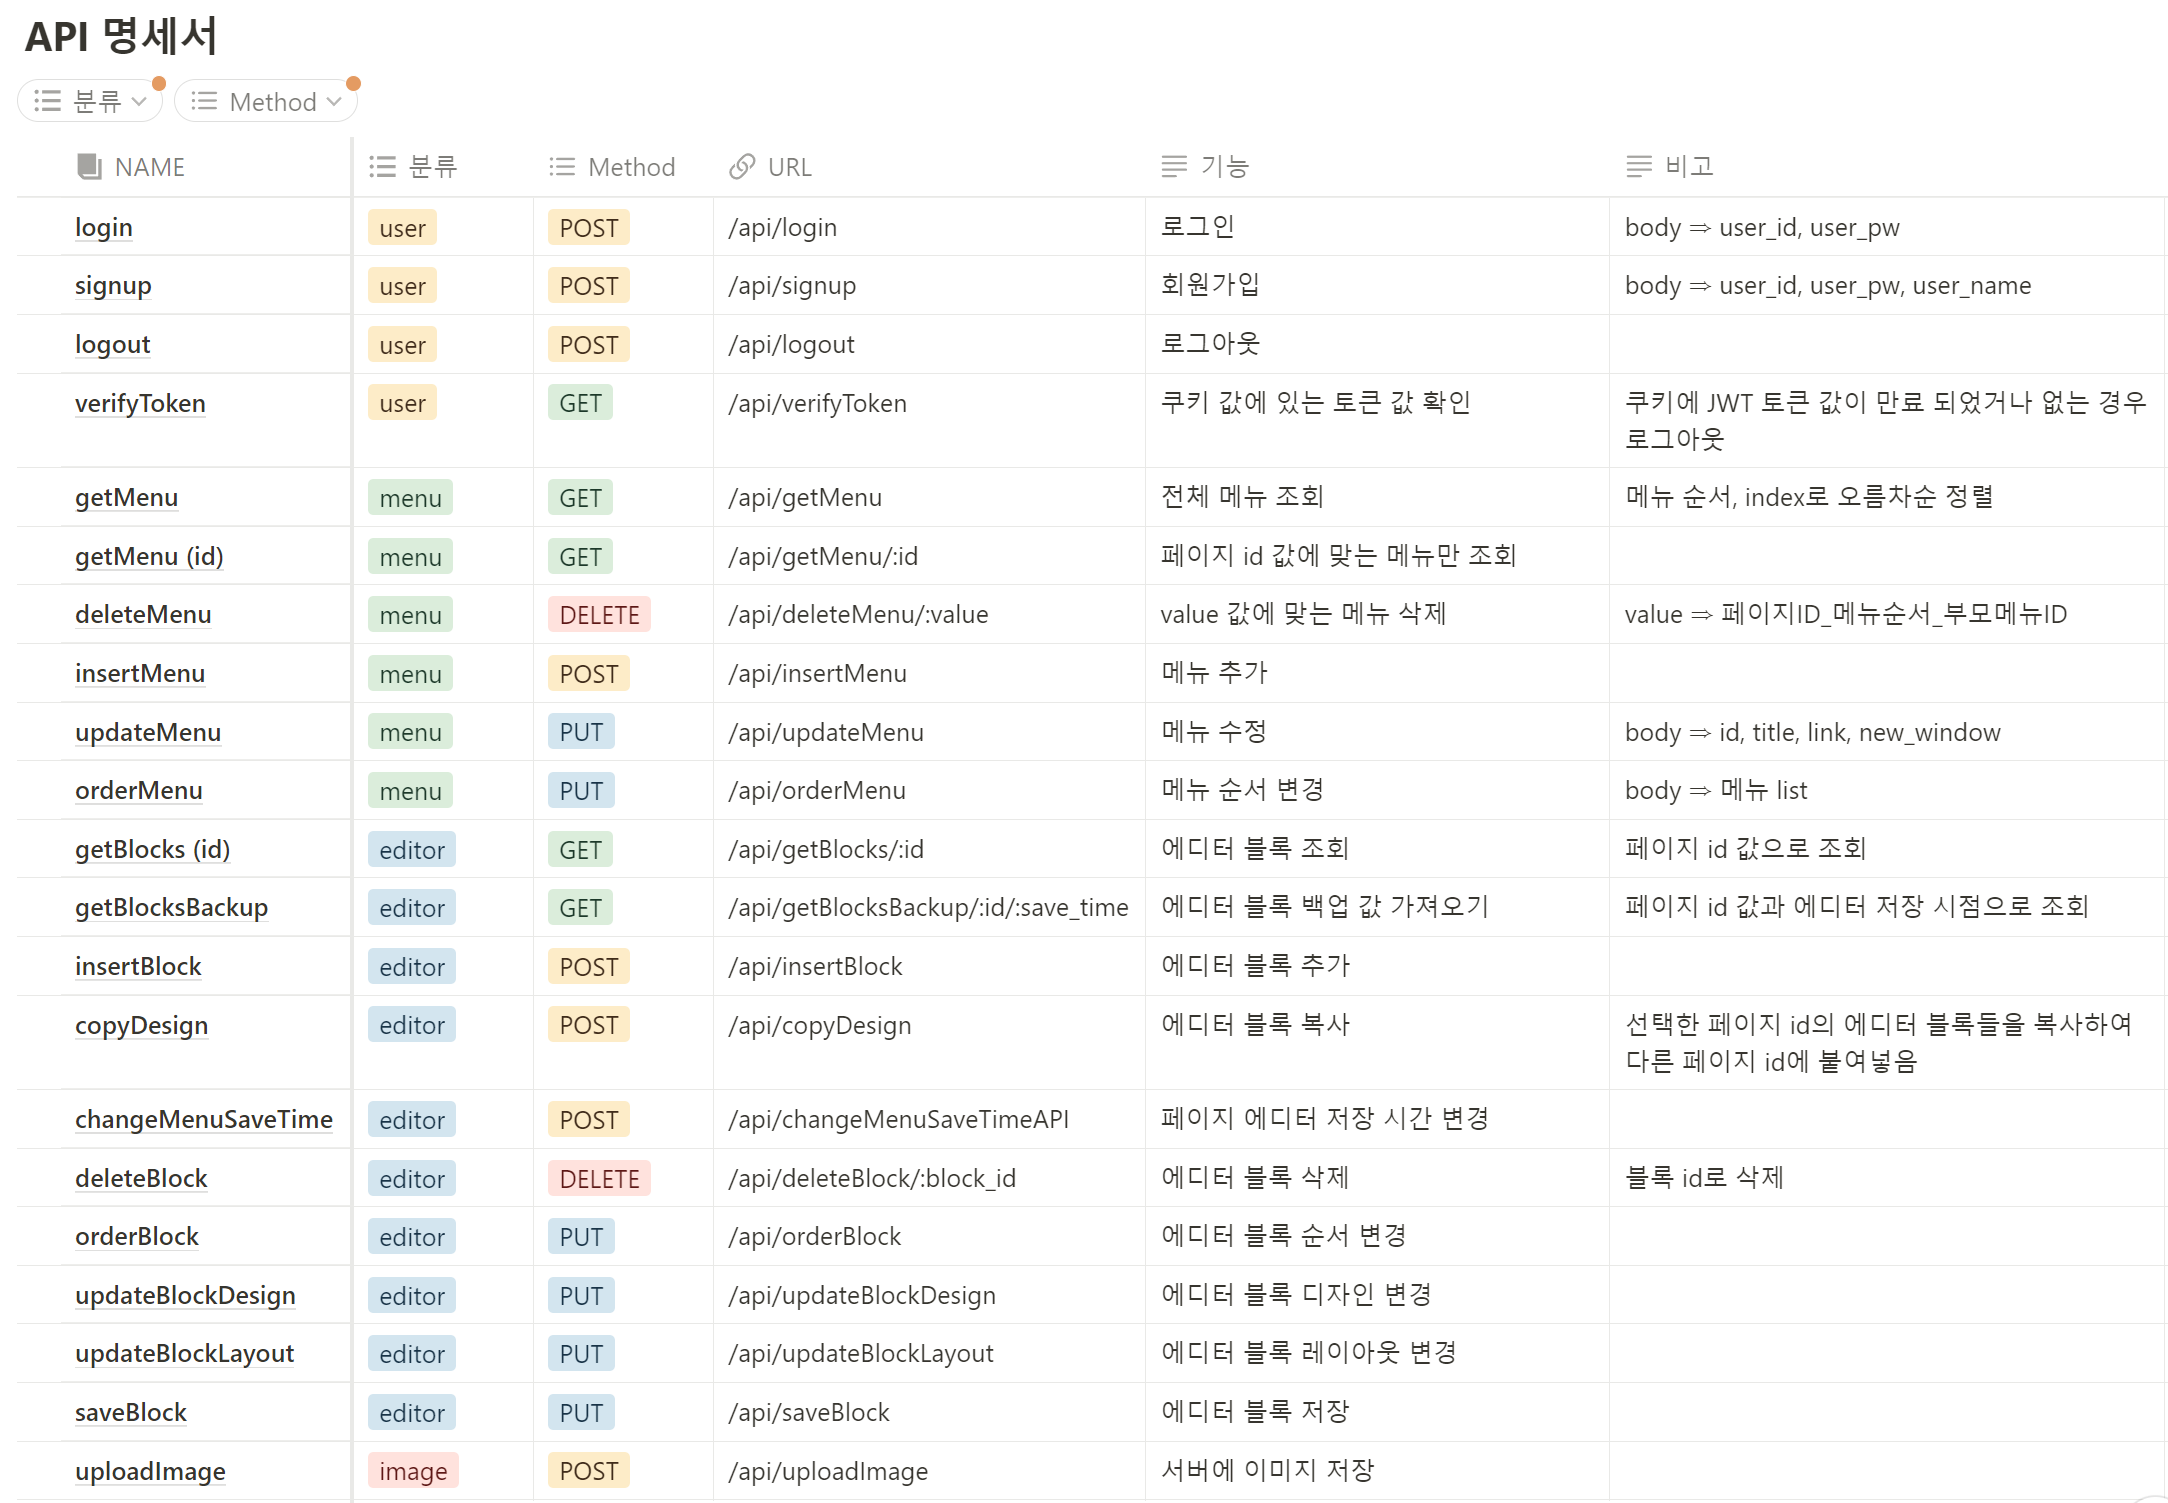 API 명세서
분류 Method
NAME 분류 Method URL 기능 비고
login user POST /api/login 로그인 body ⇒ user_id, user_pw
signup user POST /api/signup 회원가입 body ⇒ user_id, user_pw, user_name
logout user POST /api/logout 로그아웃
verifyToken user GET /api/verifyToken 쿠키 값에 있는 토큰 값 확인 쿠키에 JWT 토큰 값이 만료 되었거나 없는 경우
로그아웃
getMenu menu GET /api/getMenu 전체 메뉴 조회 메뉴 순서, index로 오름차순 정렬
getMenu (id) menu GET /api/getMenu/:id 페이지 id 값에 맞는 메뉴만 조회
deleteMenu menu DELETE /api/deleteMenu/:value value 값에 맞는 메뉴 삭제 value ⇒ 페이지ID_메뉴순서_부모메뉴ID
insertMenu menu POST /api/insertMenu 메뉴 추가
updateMenu menu PUT /api/updateMenu 메뉴 수정 body ⇒ id, title, link, new_window
orderMenu menu PUT /api/orderMenu 메뉴 순서 변경 body ⇒ 메뉴 list
getBlocks (id) editor GET /api/getBlocks/:id 에디터 블록 조회 페이지 id 값으로 조회
getBlocksBackup editor GET /api/getBlocksBackup/:id/:save_time 에디터 블록 백업 값 가져오기 페이지 id 값과 에디터 저장 시점으로 조회
insertBlock editor POST /api/insertBlock 에디터 블록 추가
copyDesign editor POST /api/copyDesign 에디터 블록 복사 선택한 페이지 id의 에디터 블록들을 복사하여
다른 페이지 id에 붙여넣음
changeMenuSaveTime editor POST /api/changeMenuSaveTimeAPI 페이지 에디터 저장 시간 변경
deleteBlock editor DELETE /api/deleteBlock/:block_id 에디터 블록 삭제 블록 id로 삭제
orderBlock editor PUT /api/orderBlock 에디터 블록 순서 변경
updateBlockDesign editor PUT /api/updateBlockDesign 에디터 블록 디자인 변경
updateBlockLayout editor PUT /api/updateBlockLayout 에디터 블록 레이아웃 변경
saveBlock editor PUT /api/saveBlock 에디터 블록 저장
uploadImage image POST /api/uploadImage 서버에 이미지 저장